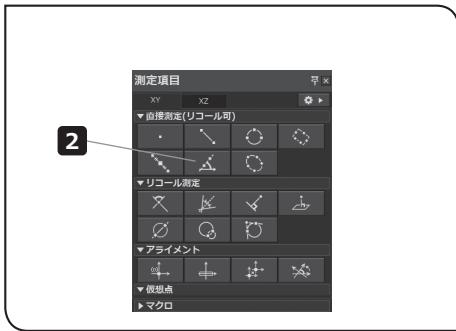 測定項目
XY XZ
▼直接測定(リコール可)
2
▼リコール測定
▼アライメント
▼仮想点
▶マクロ